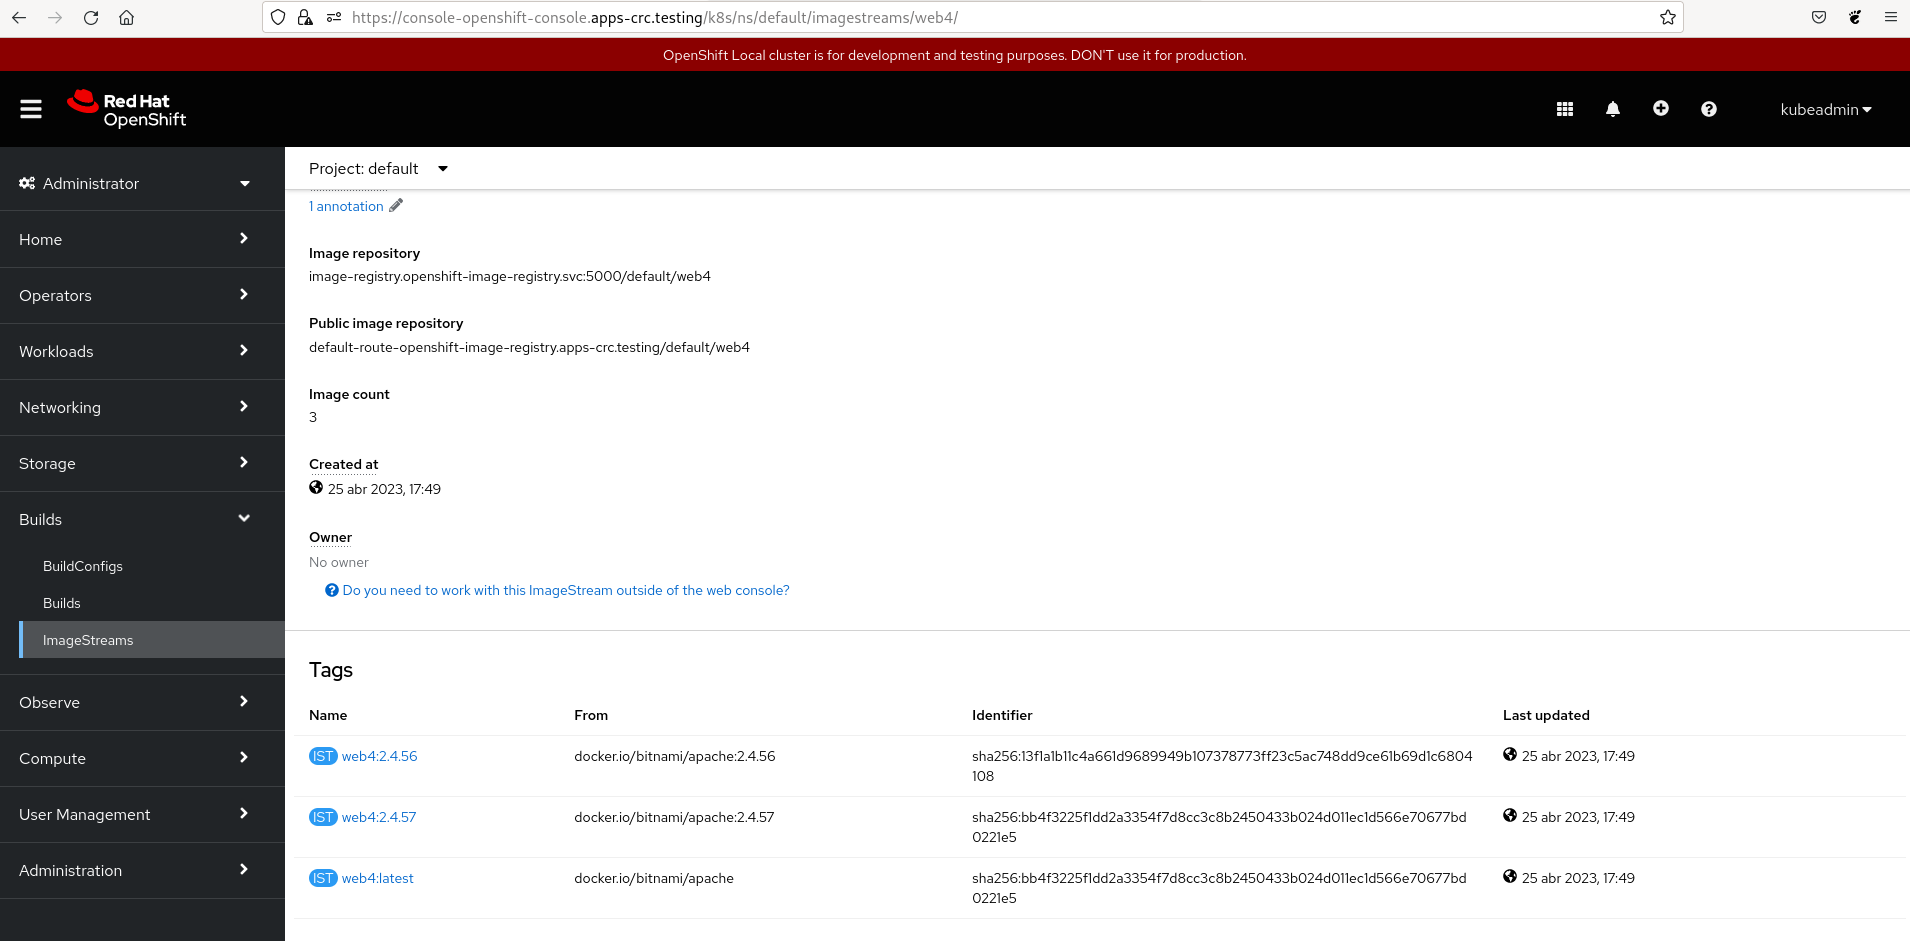 https://console-openshift-console.apps-crc.testing/k8s/ns/default/imagestreams/web4/
OpenShift Local cluster is for development and testing purposes. DON'T use it for production.
Red Hat
OpenShift
kubeadmin
Administrator
Home
Operators
Workloads
Networking
Storage
Builds
BuildConfigs
Builds
ImageStreams
Observe
Compute
User Management
Administration
Project: default
1 annotation
Image repository
image-registry.openshift-image-registry.svc:5000/default/web4
Public image repository
default-route-openshift-image-registry.apps-crc.testing/default/web4
Image count
3
Created at
25 abr 2023, 17:49
Owner
No owner
Do you need to work with this ImageStream outside of the web console?
Tags
Name From Identifier Last updated
IST web4:2.4.56 docker.io/bitnami/apache:2.4.56 sha256:13f1a1b11c4a661d9689949b107378773ff23c5ac748dd9ce61b69d1c6804 25 abr 2023, 17:49
108
IST web4:2.4.57 docker.io/bitnami/apache:2.4.57 sha256:bb4f3225f1dd2a3354f7d8cc3c8b2450433b024d011ec1d566e70677bd 25 abr 2023, 17:49
0221e5
IST web4:latest docker.io/bitnami/apache sha256:bb4f3225f1dd2a3354f7d8cc3c8b2450433b024d011ec1d566e70677bd 25 abr 2023, 17:49
0221e5